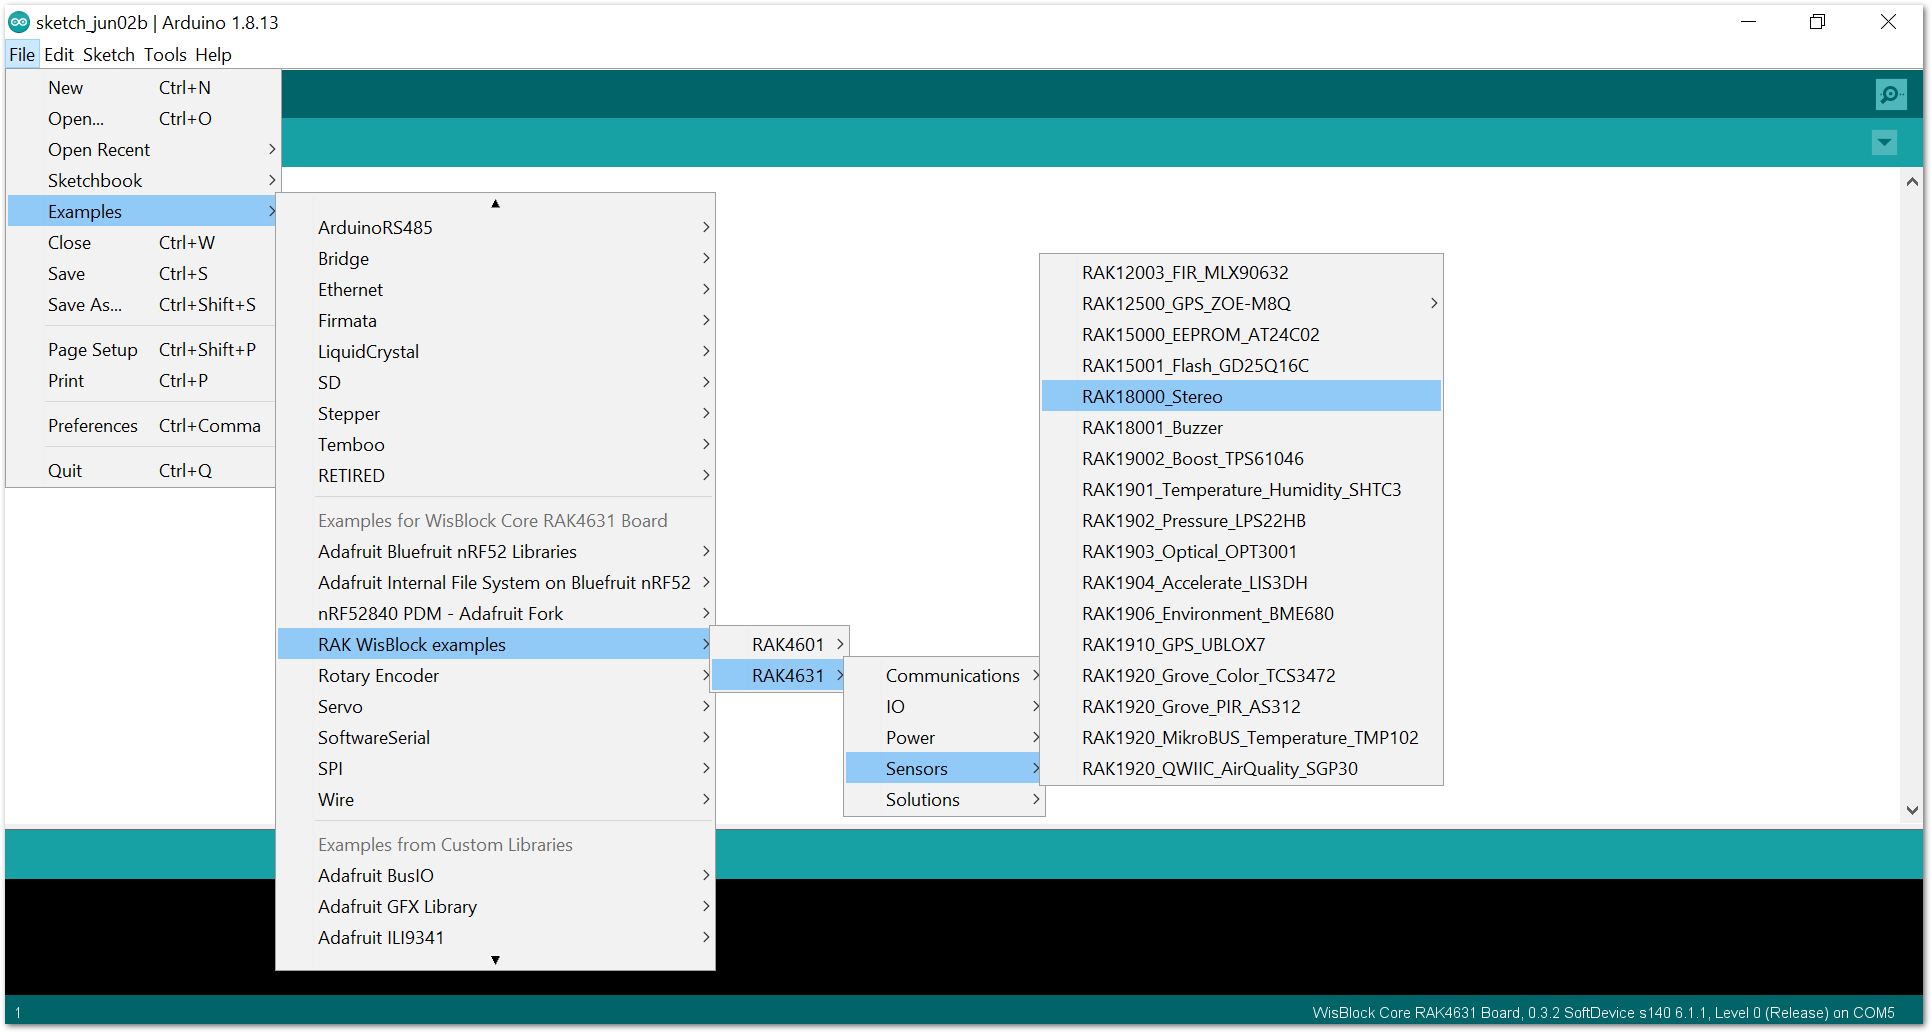 sketch_jun02b | Arduino 1.8.13
File Edit Sketch Tools Help
New Ctrl+N
Open... Ctrl+O
Open Recent
Sketchbook
Examples
Close Ctrl+W
Save Ctrl+S
Save As... Ctrl+Shift+S
Page Setup Ctrl+Shift+P
Print Ctrl+P
Preferences Ctrl+Comma
Quit Ctrl+Q
ArduinoRS485
Bridge
Ethernet
Firmata
LiquidCrystal
SD
Stepper
Temboo
RETIRED
Examples for WisBlock Core RAK4631 Board
Adafruit Bluefruit nRF52 Libraries
Adafruit Internal File System on Bluefruit nRF52
nRF52840 PDM - Adafruit Fork
RAK WisBlock examples
Rotary Encoder
Servo
SoftwareSerial
SPI
Wire
Examples from Custom Libraries
Adafruit BusIO
Adafruit GFX Library
Adafruit ILI9341
RAK4601
RAK4631
Communications
IO
Power
Sensors
Solutions
RAK12003_FIR_MLX90632
RAK12500_GPS_ZOE-M8Q
RAK15000_EEPROM_AT24C02
RAK15001_Flash_GD25Q16C
RAK18000_Stereo
RAK18001_Buzzer
RAK19002_Boost_TPS61046
RAK1901_Temperature_Humidity_SHTC3
RAK1902_Pressure_LPS22HB
RAK1903_Optical_OPT3001
RAK1904_Accelerate_LIS3DH
RAK1906_Environment_BME680
RAK1910_GPS_UBLOX7
RAK1920_Grove_Color_TCS3472
RAK1920_Grove_PIR_AS312
RAK1920_MikroBUS_Temperature_TMP102
RAK1920_QWIIC_AirQuality_SGP30
1
WisBlock Core RAK4631 Board, 0.3.2 SoftDevice s140 6.1.1, Level 0 (Release) on COM5